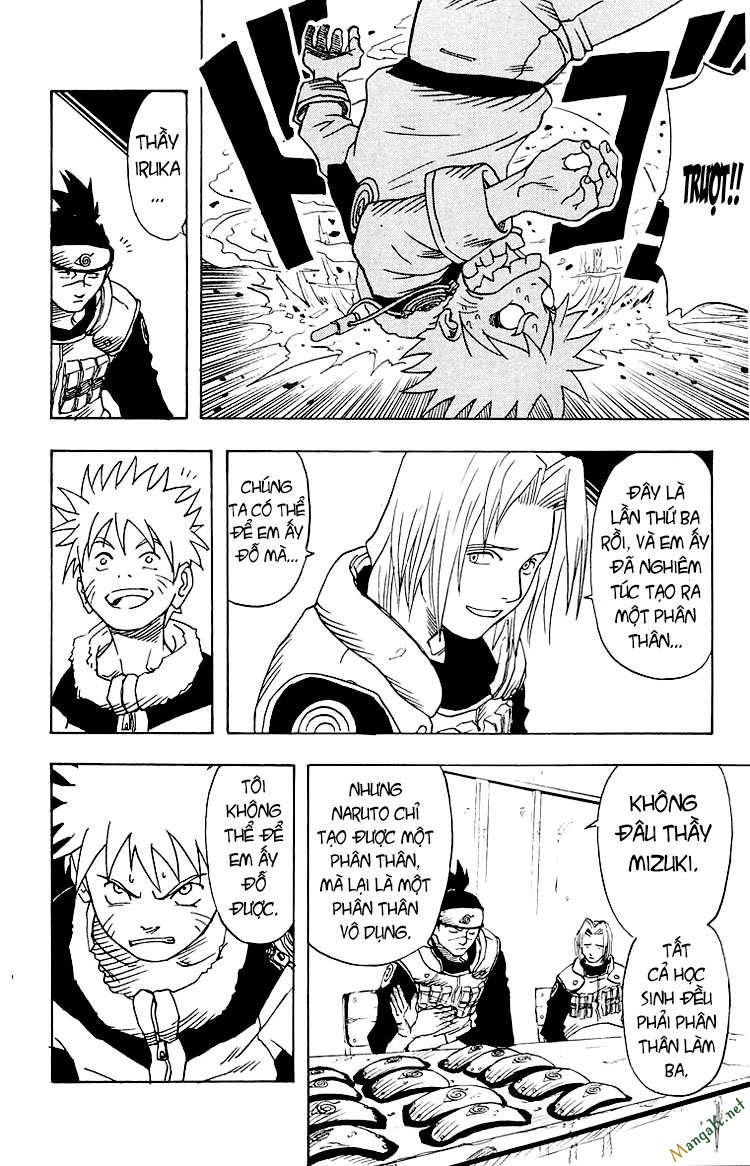 TRƯỢT!!
ドゴ"!!
THẦY
IRUKA
...
ĐÂY LÀ
LẦN THỨ BA
RỒI, VÀ EM ẤY
ĐÃ NGHIÊM
TÚC TẠO RA
MỘT PHÂN
THÂN...
CHÚNG
TA CÓ THỂ
ĐỂ EM ẤY
ĐỖ MÀ...
KHÔNG
ĐÂU THẦY
MIZUKI.
TẤT
CẢ HỌC
SINH ĐỀU
PHẢI PHÂN
THÂN LÀM
BA.
NHƯNG
NARUTO CHỈ
TẠO ĐƯỢC MỘT
PHÂN THÂN,
MÀ LẠI LÀ MỘT
PHÂN THÂN
VÔ DỤNG.
TÔI
KHÔNG
THỂ ĐỂ
EM ẤY
ĐỖ
ĐƯỢC.
Mangak.net